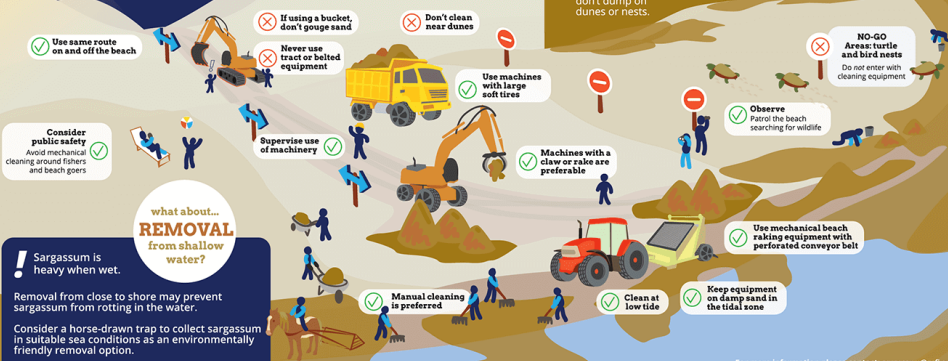 don't dump on
dunes or nests.
If using a bucket,
don't gouge sand
Don't clean
near dunes
Use same route
on and off the beach
Never use
tract or belted
equipment
NO-GO
Areas: turtle
and bird nests
Do not enter with
cleaning equipment
Use machines
with large
soft tires
Observe
Patrol the beach
searching for wildlife
Consider
public safety
Avoid mechanical
cleaning around fishers
and beach goers
Supervise use
of machinery
Machines with a
claw or rake are
preferable
what about...
REMOVAL
from shallow
water?
Use mechanical beach
raking equipment with
perforated conveyor belt
! Sargassum is
heavy when wet.
Removal from close to shore may prevent
sargassum from rotting in the water.
Consider a horse-drawn trap to collect sargassum
in suitable sea conditions as an environmentally
friendly removal option.
Manual cleaning
is preferred
Clean at
low tide
Keep equipment
on damp sand in
the tidal zone